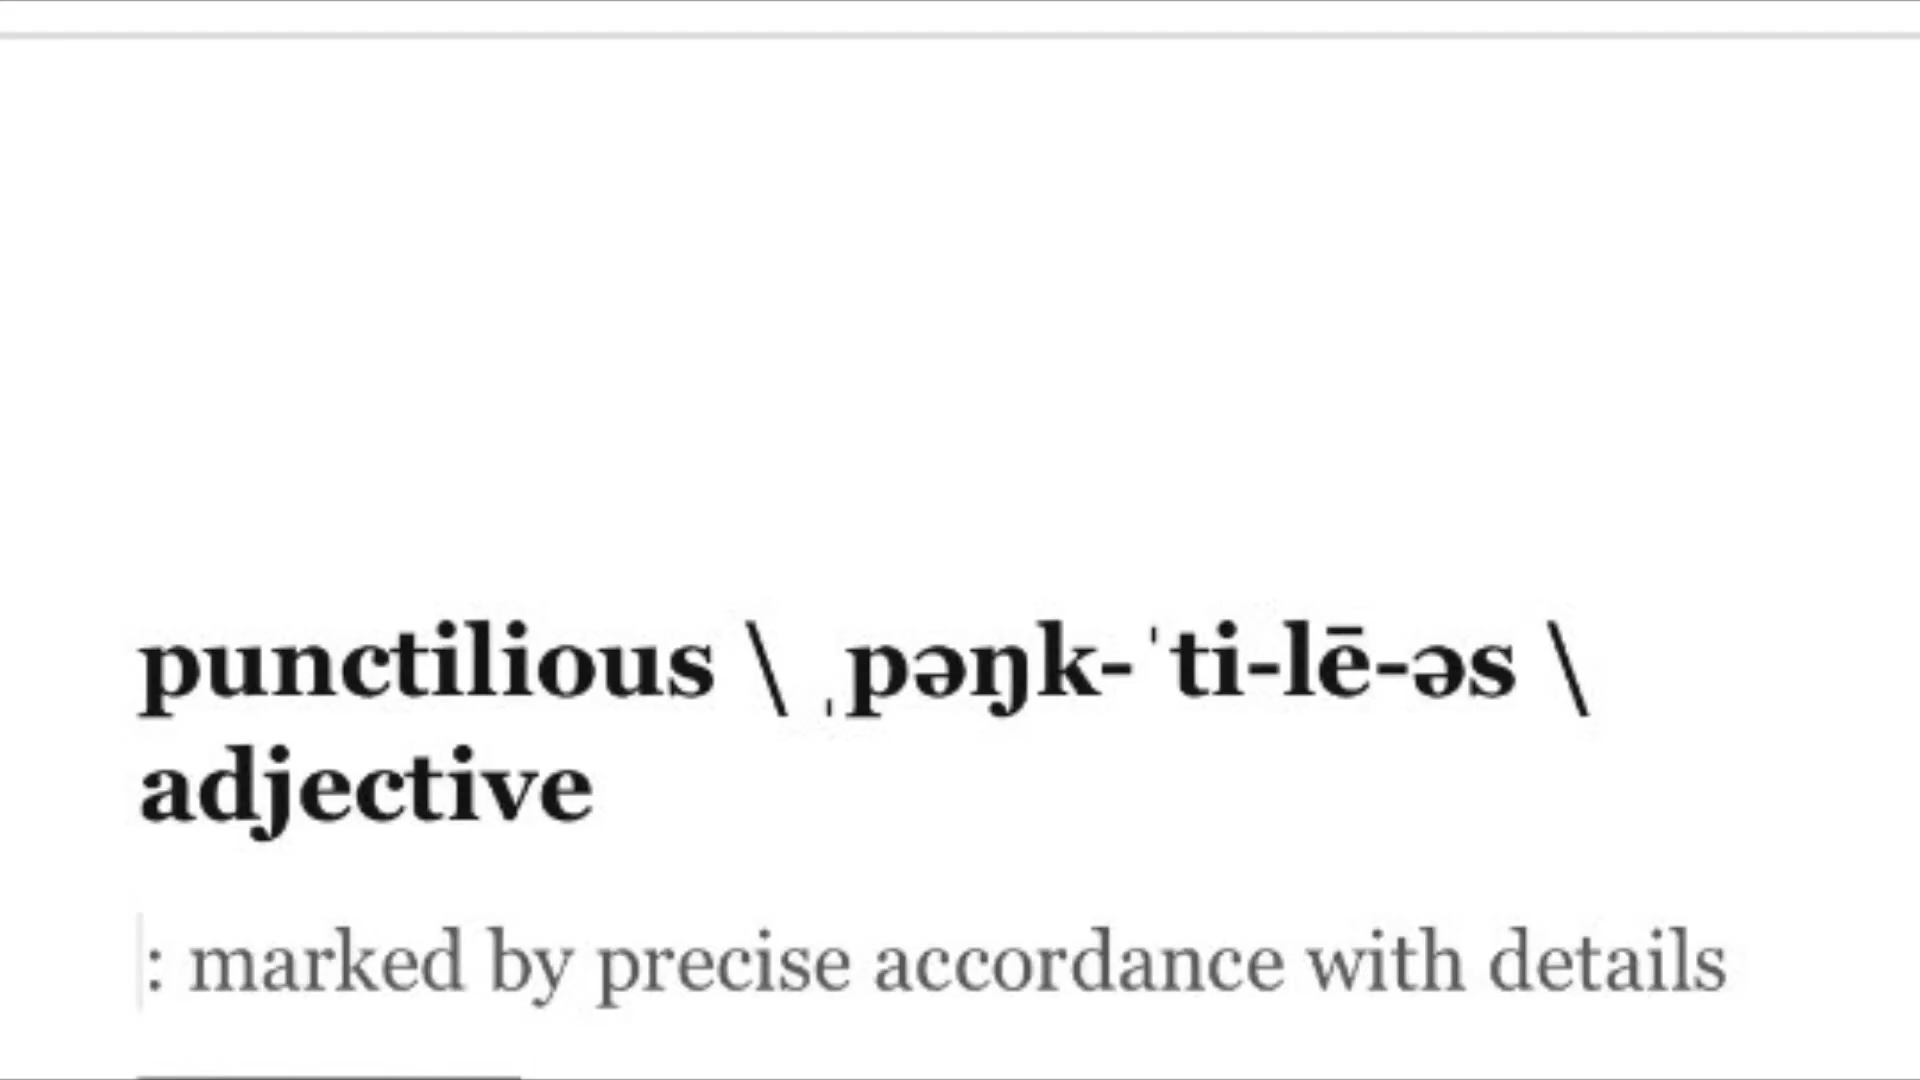 punctilious \ ˌpəŋk-ˈti-lē-əs \
adjective
: marked by precise accordance with details